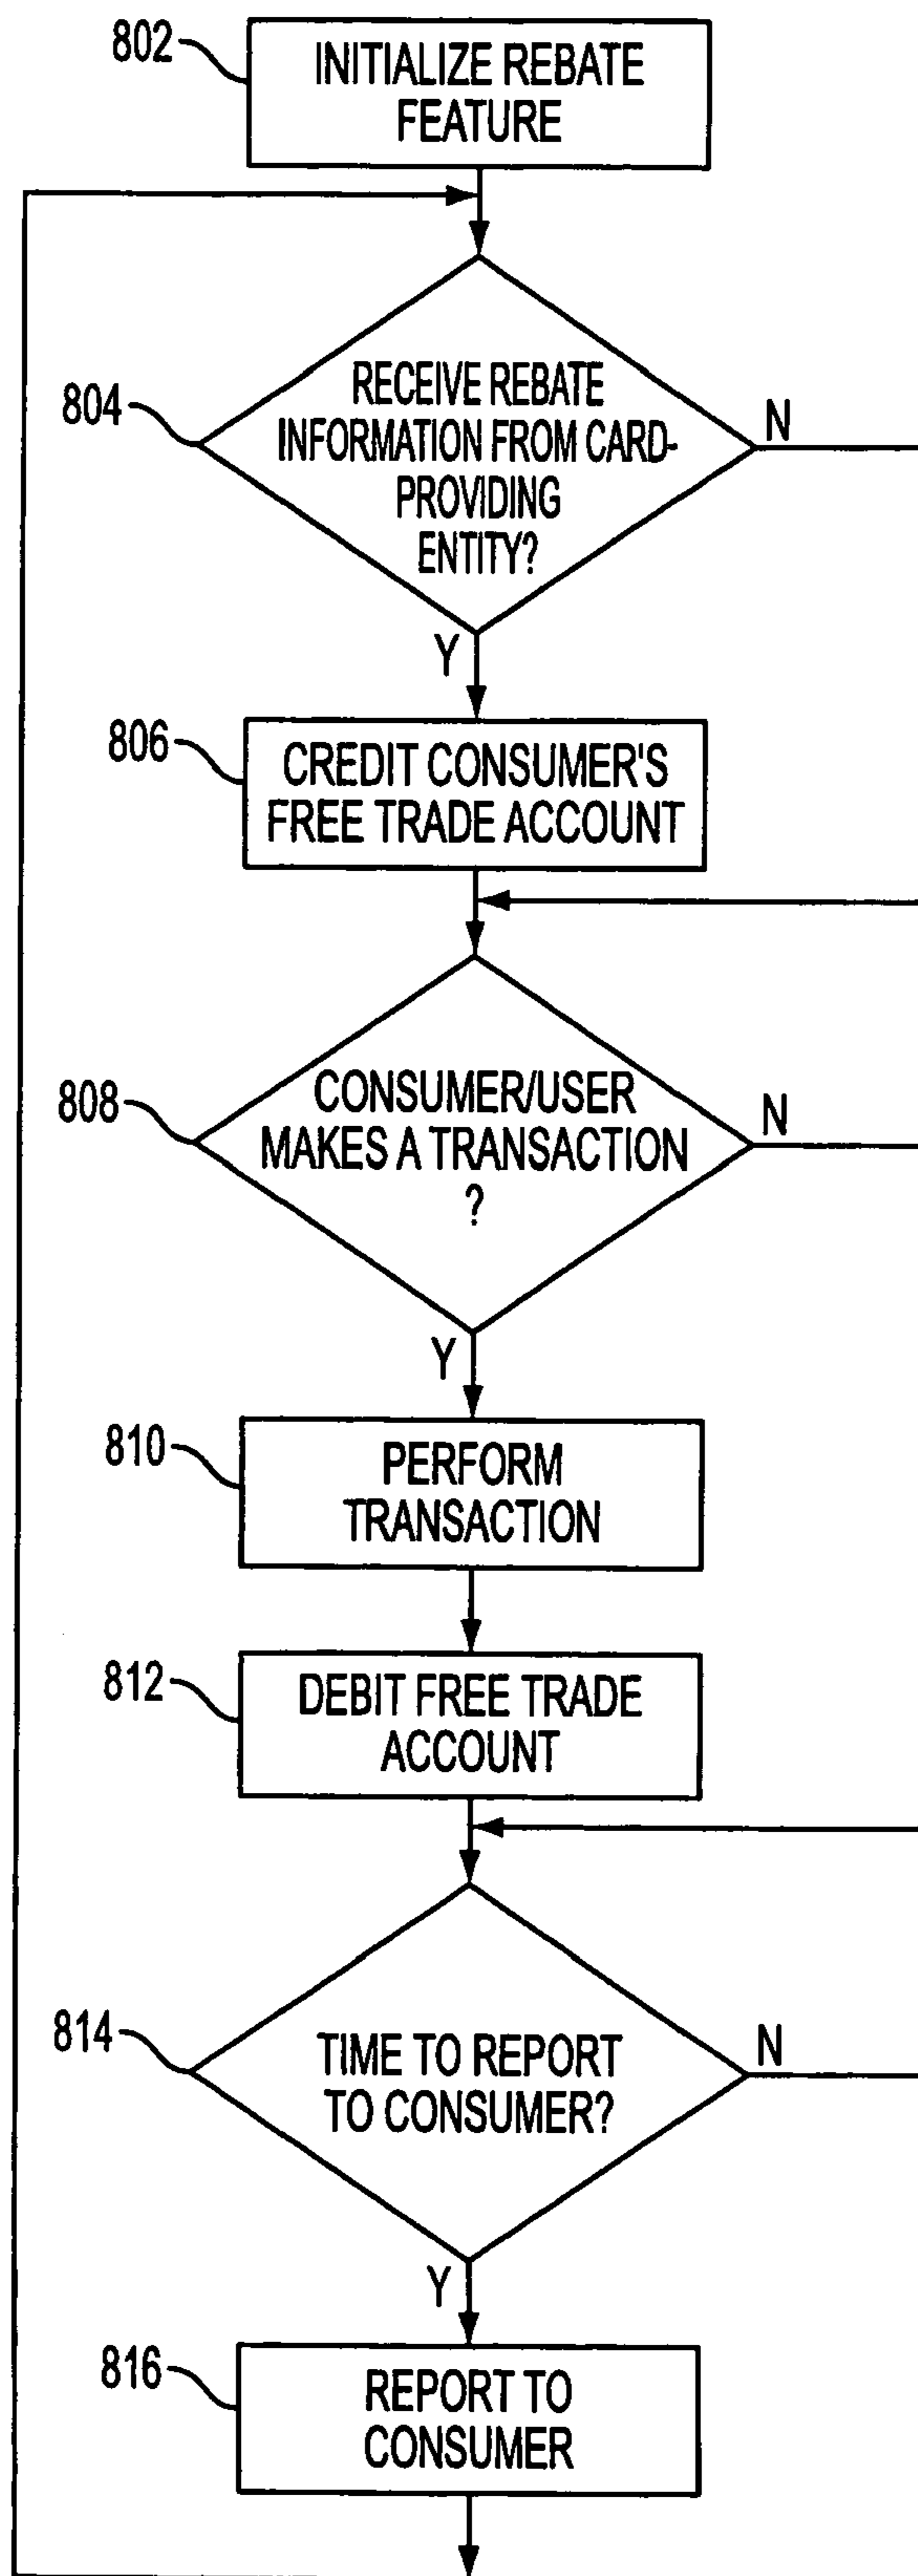 802
INITIALIZE REBATE
FEATURE
804
RECEIVE REBATE
INFORMATION FROM CARD-
PROVIDING
ENTITY?
N
Y
806
CREDIT CONSUMER'S
FREE TRADE ACCOUNT
808
CONSUMER/USER
MAKES A TRANSACTION
?
N
Y
810
PERFORM
TRANSACTION
812
DEBIT FREE TRADE
ACCOUNT
814
TIME TO REPORT
TO CONSUMER?
N
Y
816
REPORT TO
CONSUMER